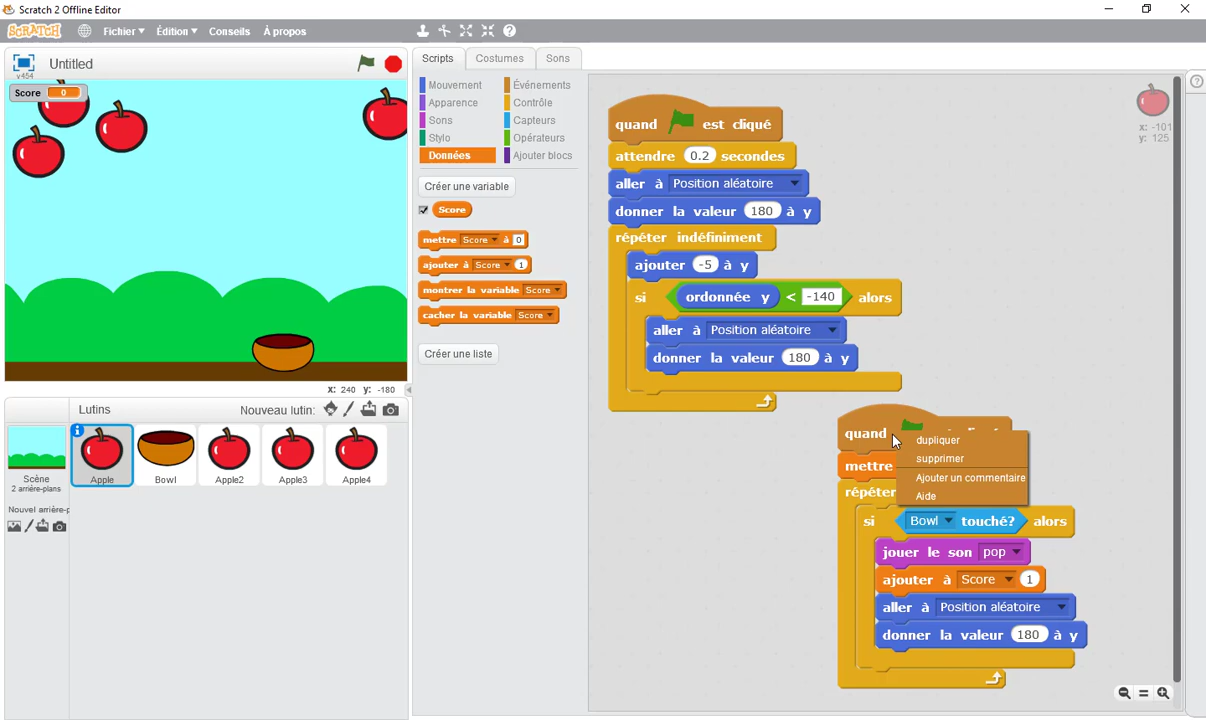 Scratch 2 Offline Editor
SCRATCH Fichier Édition Conseils À propos
v454
Untitled
Score 0
x: 240 y: -180
Lutins Nouveau lutin:
Scène
2 arrière-plans
Nouvel arrière-p
Apple
Bowl
Apple2
Apple3
Apple4
Scripts Costumes Sons
Mouvement Événements
Apparence Contrôle
Sons Capteurs
Stylo Opérateurs
Données Ajouter blocs
Créer une variable
Score
mettre Score à 0
ajouter à Score 1
montrer la variable Score
cacher la variable Score
Créer une liste
quand est cliqué
attendre 0.2 secondes
aller à Position aléatoire
donner la valeur 180 à y
répéter indéfiniment
ajouter -5 à y
si ordonnée y < -140 alors
aller à Position aléatoire
donner la valeur 180 à y
x: -101
y: 125
quand
mettre
répéter
dupliquer
supprimer
Ajouter un commentaire
Aide
si Bowl touché? alors
jouer le son pop
ajouter à Score 1
aller à Position aléatoire
donner la valeur 180 à y